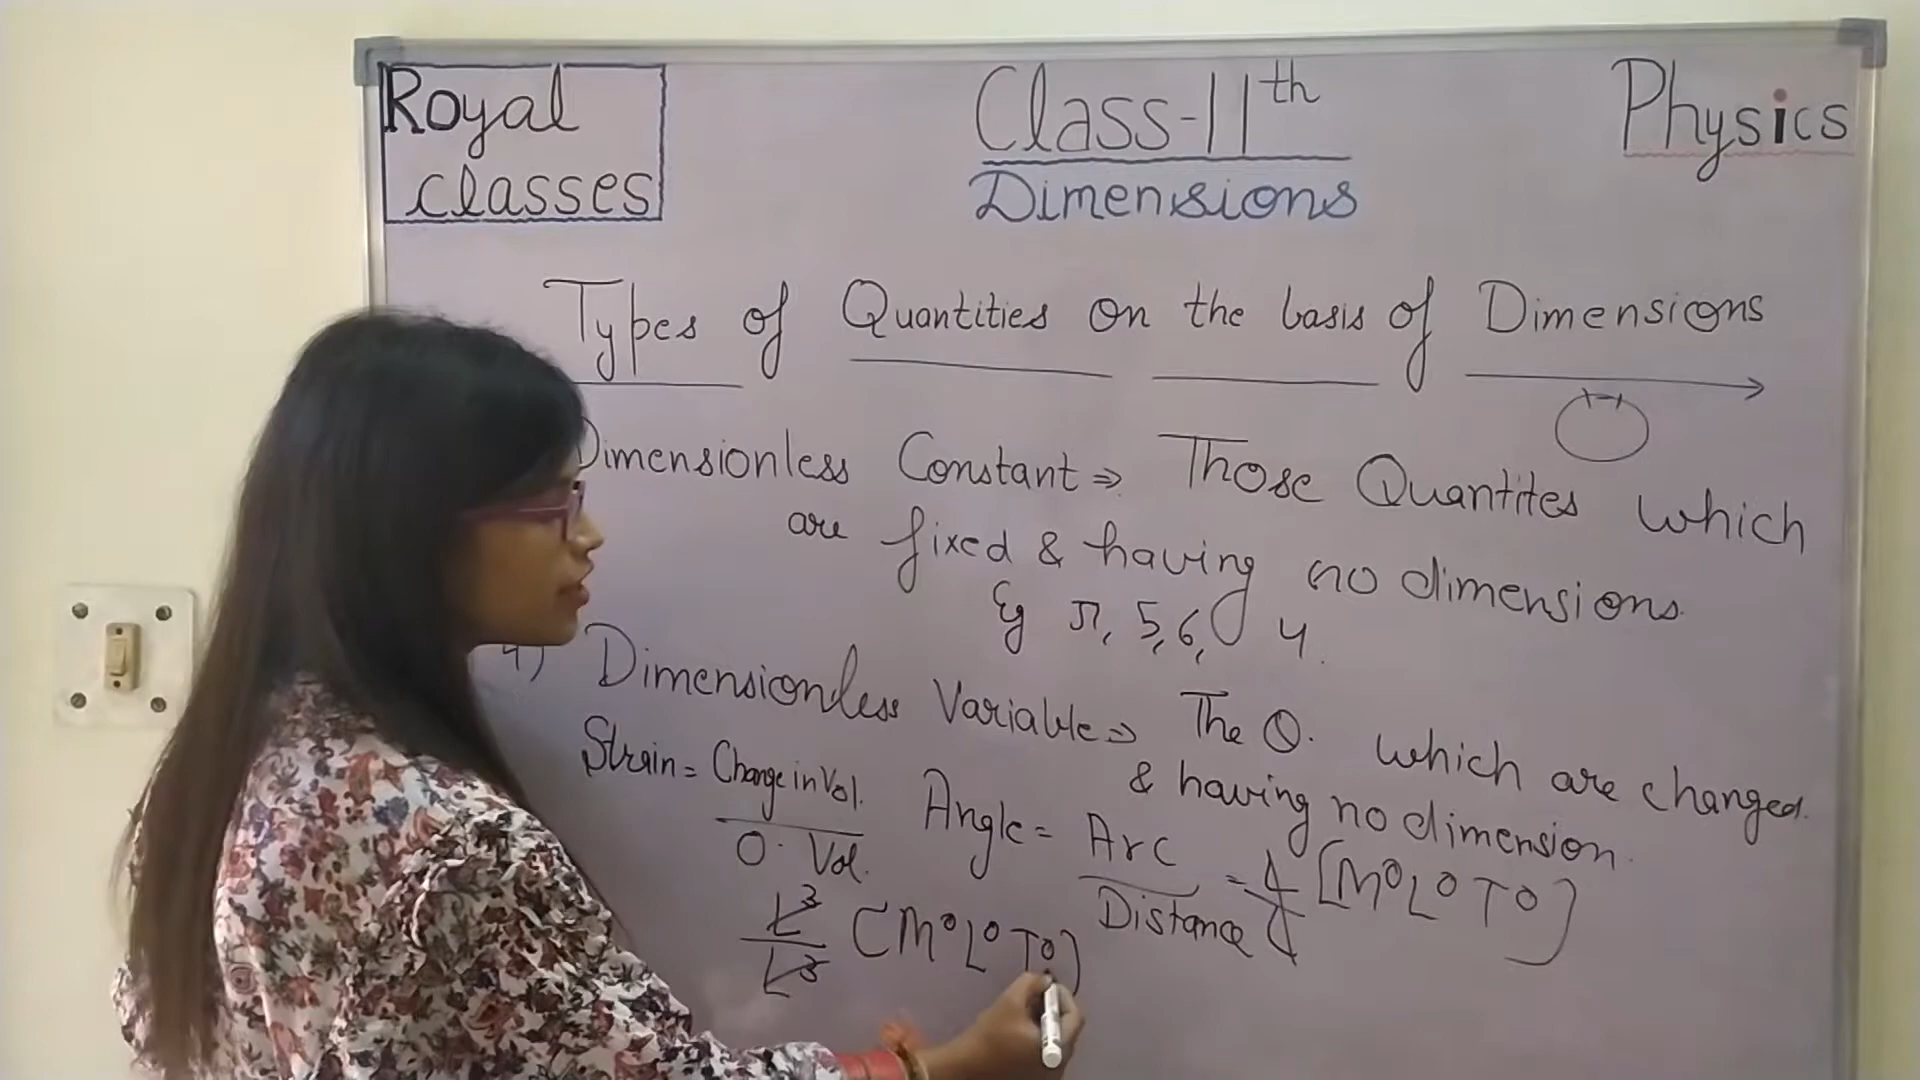 Royal
classes
Class-11th
Dimensions
Physics
Types of Quantities on the basis of Dimensions
Dimensionless Constant ⇒ Those Quantites which
are fixed & having no dimensions.
Eg π, 5, 6, 4.
4) Dimensionless Variable ⇒ The Q. which are changed.
& having no dimension.
Strain = Change in Vol.
O. Vol.
L³
L³
[M⁰L⁰T⁰]
Angle = Arc
Distance
= L
L
[M⁰L⁰T⁰]